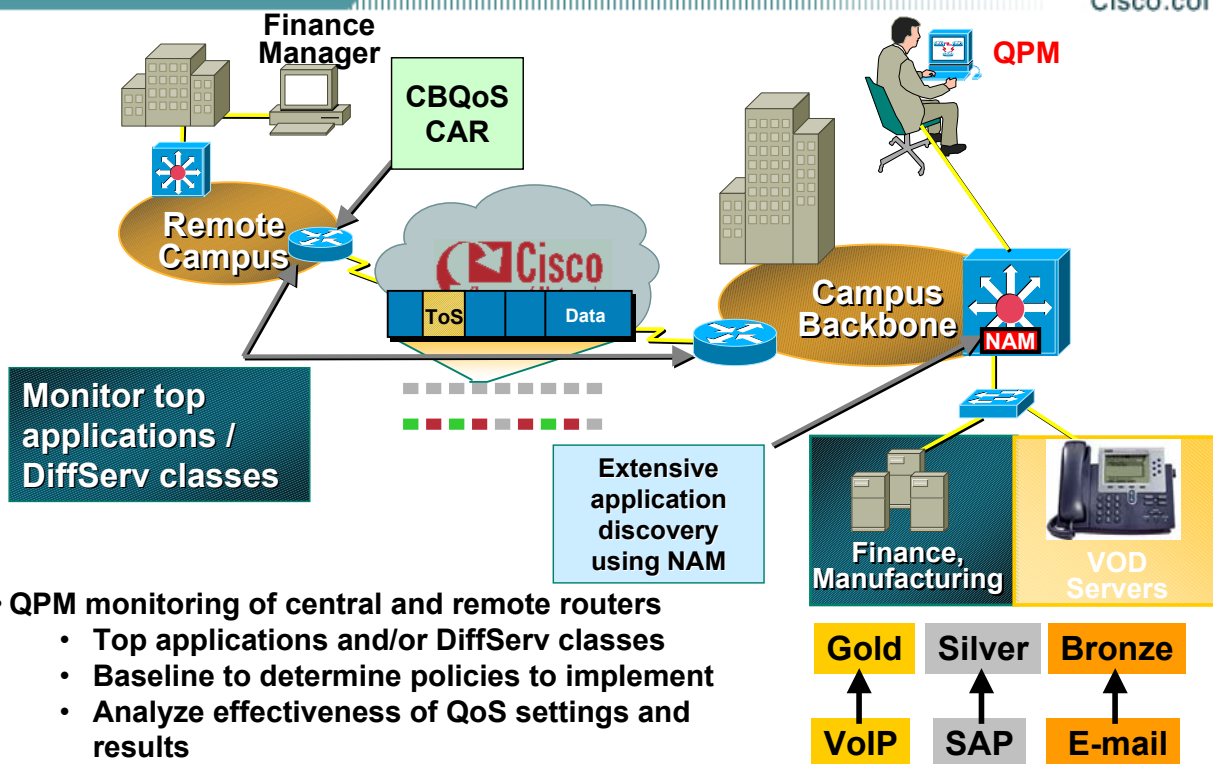 Cisco.com
Finance
Manager
QPM
CBQoS
CAR
Remote
Campus
Cisco
ToS
Data
Campus
Backbone
NAM
Monitor top
applications /
DiffServ classes
Extensive
application
discovery
using NAM
Finance,
Manufacturing
VOD
Servers
• QPM monitoring of central and remote routers
• Top applications and/or DiffServ classes
• Baseline to determine policies to implement
• Analyze effectiveness of QoS settings and
results
Gold
Silver
Bronze
VoIP
SAP
E-mail